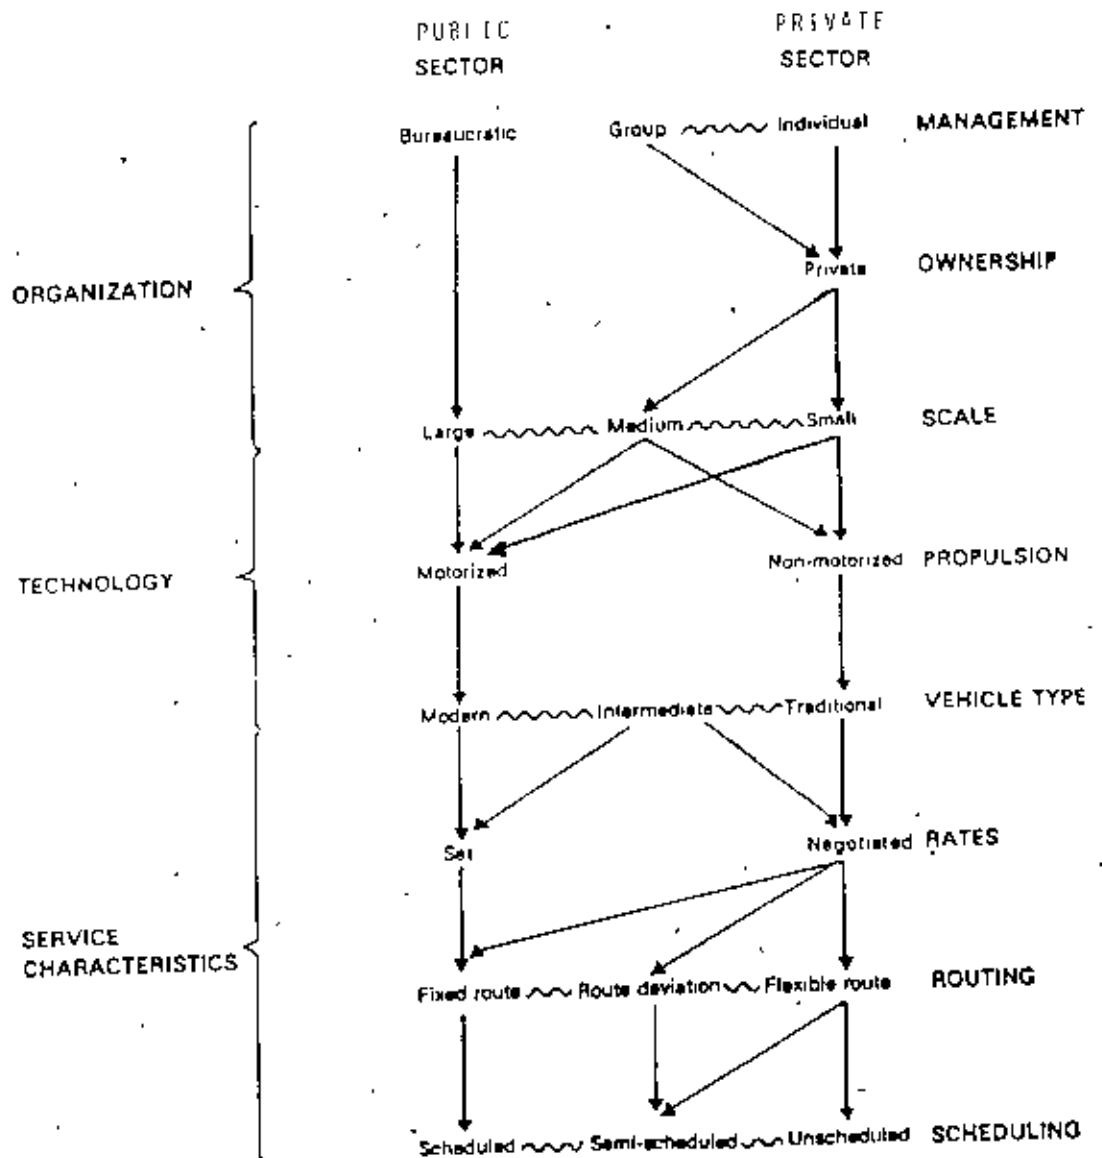 PUBLIC PRIVATE
SECTOR SECTOR
Bureaucratic Group Individual MANAGEMENT
Private OWNERSHIP
ORGANIZATION
Large Medium Small SCALE
Motorized Non-motorized PROPULSION
TECHNOLOGY
Modern Intermediate Traditional VEHICLE TYPE
Set Negotiated RATES
SERVICE
CHARACTERISTICS
Fixed route Route deviation Flexible route ROUTING
Scheduled Semi-scheduled Unscheduled SCHEDULING